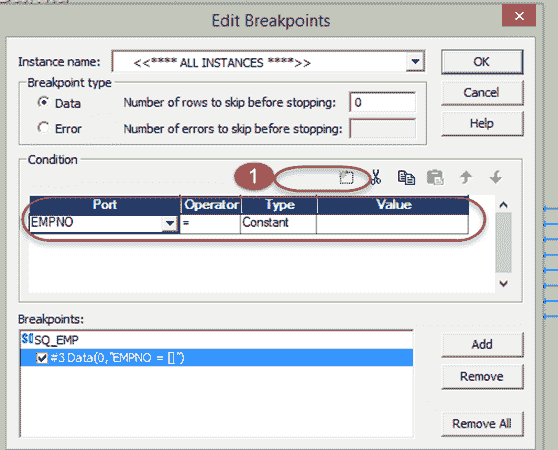 Edit Breakpoints
x
Instance name: <<**** ALL INSTANCES ****>> OK
Breakpoint type
Cancel
Data Number of rows to skip before stopping: 0
Error Number of errors to skip before stopping: Help
Condition
1
Port Operator Type Value
EMPNO = Constant
Breakpoints:
SQ_EMP
#3 Data(0,"EMPNO = []")
Add
Remove
Remove All